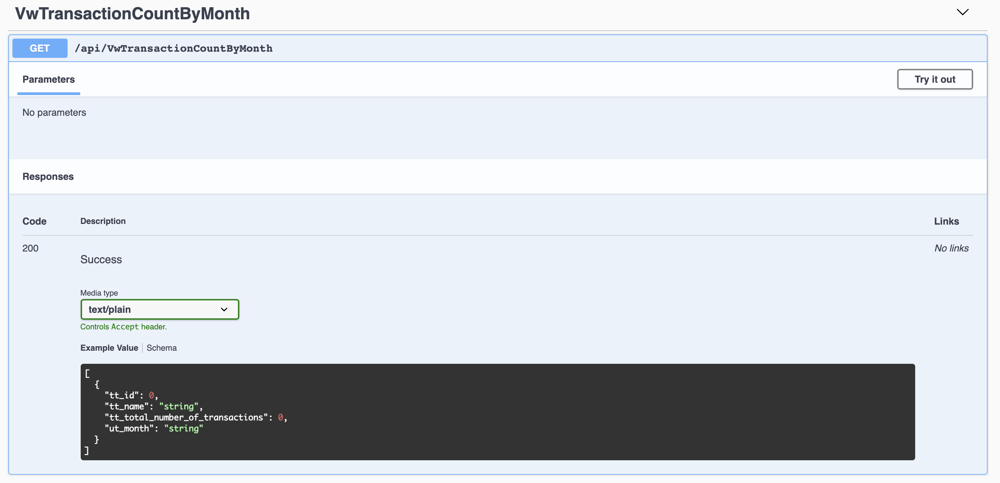 VwTransactionCountByMonth
GET /api/VwTransactionCountByMonth
Parameters
Try it out
No parameters
Responses
Code Description Links
200 No links
Success
Media type
text/plain
Controls Accept header.
Example Value Schema
[
{
"tt_id": 0,
"tt_name": "string",
"tt_total_number_of_transactions": 0,
"ut_month": "string"
}
]